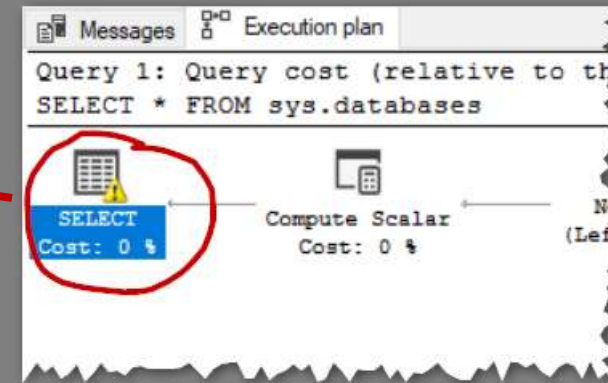 Messages Execution plan
Query 1: Query cost (relative to th
SELECT * FROM sys.databases
SELECT
Cost: 0 %
Compute Scalar
Cost: 0 %
(Lef